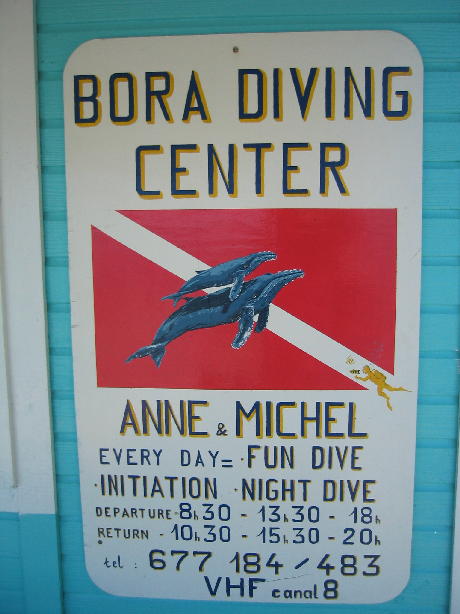 BORA DIVING
CENTER
ANNE & MICHEL
EVERY DAY= ·FUN DIVE
·INITIATION ·NIGHT DIVE
DEPARTURE-8h30 - 13h30 - 18h
RETURN - 10h30 - 15h30 - 20h
tel : 677 184 / 483
VHF canal 8